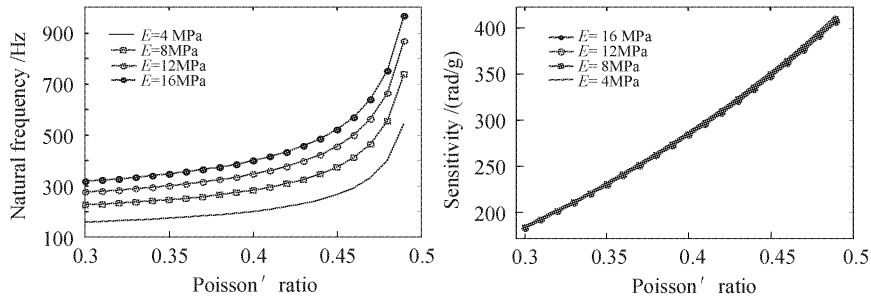 Natural frequency /Hz
900
700
500
300
100
E=4 MPa
E=8MPa
E=12MPa
E=16MPa
0.3
0.35
0.4
0.45
0.5
Poisson′ ratio
Sensitivity /(rad/g)
400
350
300
250
200
E= 16 MPa
E= 12MPa
E= 8MPa
E= 4MPa
0.3
0.35
0.4
0.45
0.5
Poisson′ ratio